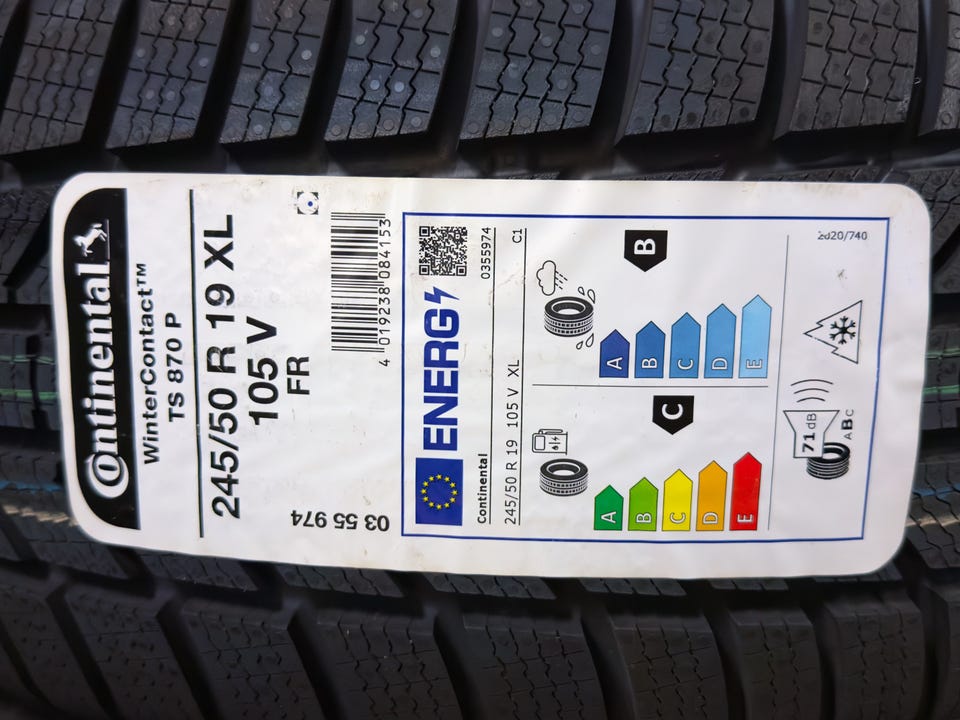 Continental
WinterContact™
TS 870 P
245/50 R 19 XL
105 V
FR
03 55 974
4 019238 084153
ENERG
Continental
0355974
245/50 R 19 105 V XL
C1
A
B
C
D
E
C
A
B
C
D
E
B
71 dB
ABC
2020/740